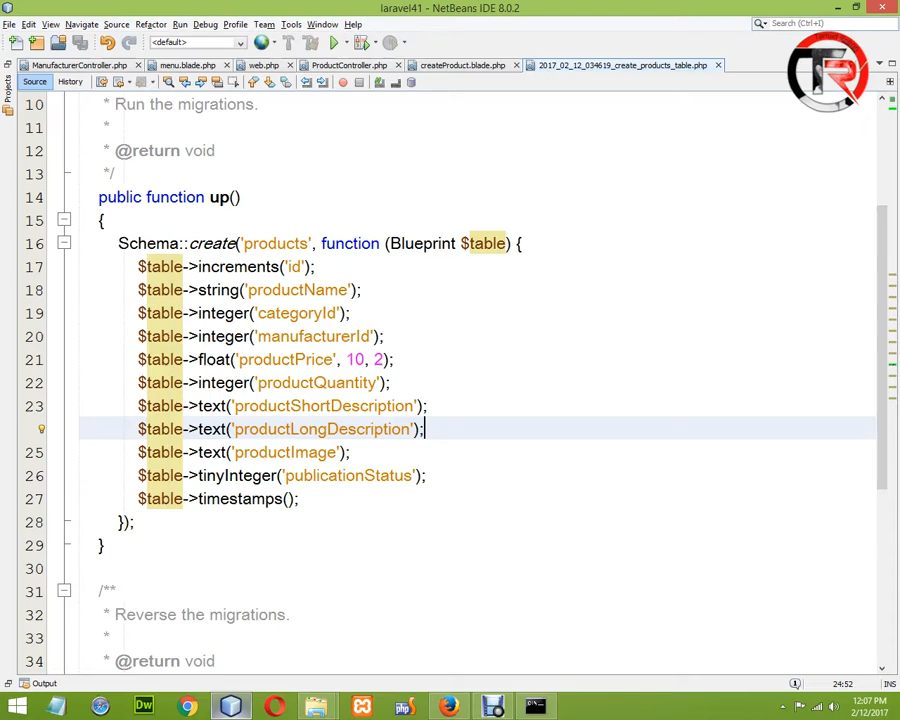 laravel41 - NetBeans IDE 8.0.2
File Edit View Navigate Source Refactor Run Debug Profile Team Tools Window Help
Search (Ctrl+I)
<default>
ManufacturerController.php menu.blade.php web.php ProductController.php createProduct.blade.php 2017_02_12_034619_create_products_table.php
Source History
Projects
10 * Run the migrations.
11 *
12 * @return void
13 */
14 public function up()
15 {
16 Schema::create('products', function (Blueprint $table) {
17 $table->increments('id');
18 $table->string('productName');
19 $table->integer('categoryId');
20 $table->integer('manufacturerId');
21 $table->float('productPrice', 10, 2);
22 $table->integer('productQuantity');
23 $table->text('productShortDescription');
$table->text('productLongDescription');
25 $table->text('productImage');
26 $table->tinyInteger('publicationStatus');
27 $table->timestamps();
28 });
29 }
30
31 /**
32 * Reverse the migrations.
33 *
34 * @return void
Output
24:52 INS
Dw
php
12:07 PM
2/12/2017